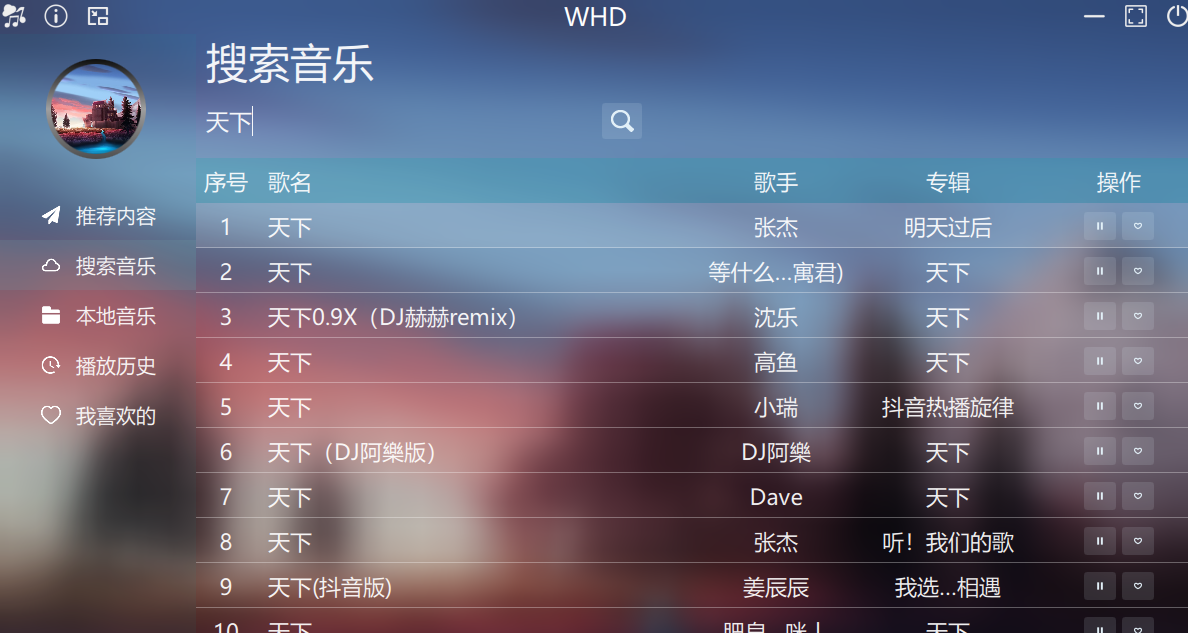 WHD
搜索音乐
天下
推荐内容
搜索音乐
本地音乐
播放历史
我喜欢的
序号 歌名 歌手 专辑 操作
1 天下 张杰 明天过后
2 天下 等什么...寓君) 天下
3 天下0.9X（DJ赫赫remix） 沈乐 天下
4 天下 高鱼 天下
5 天下 小瑞 抖音热播旋律
6 天下（DJ阿樂版） DJ阿樂 天下
7 天下 Dave 天下
8 天下 张杰 听！我们的歌
9 天下(抖音版) 姜辰辰 我选...相遇
10 天下 天下